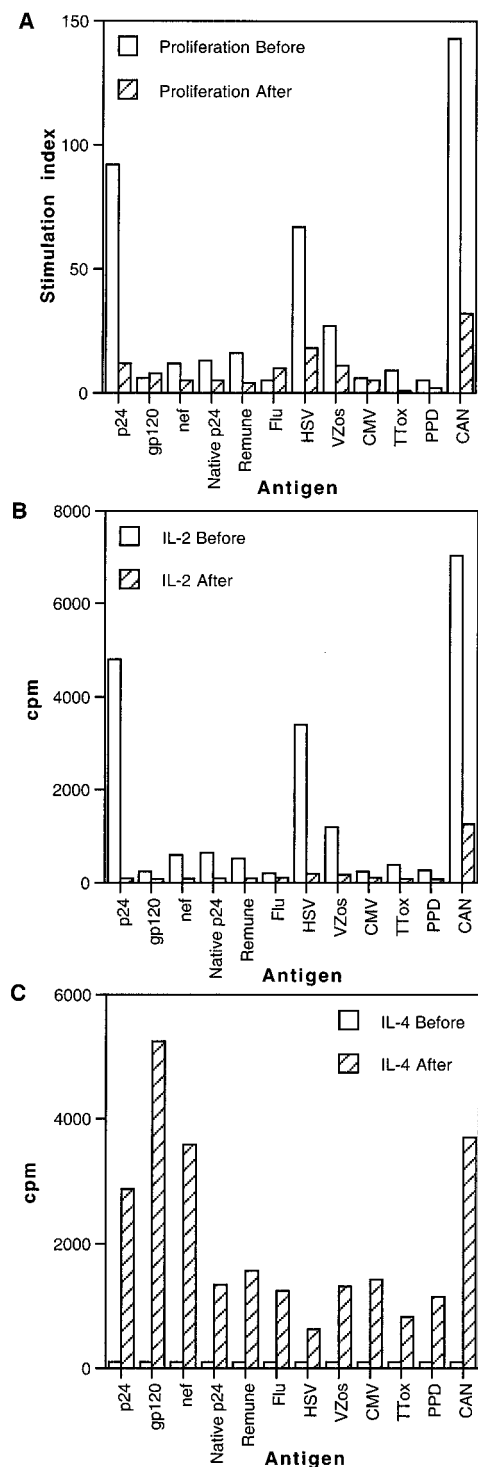 A
150
100
50
0
Stimulation index
Proliferation Before
Proliferation After
p24
gp120
nef
Native p24
Remune
Flu
HSV
VZos
CMV
TTox
PPD
CAN
Antigen
B
8000
6000
4000
2000
0
cpm
IL-2 Before
IL-2 After
p24
gp120
nef
Native p24
Remune
Flu
HSV
VZos
CMV
TTox
PPD
CAN
Antigen
C
6000
4000
2000
0
cpm
IL-4 Before
IL-4 After
p24
gp120
nef
Native p24
Remune
Flu
HSV
VZos
CMV
TTox
PPD
CAN
Antigen